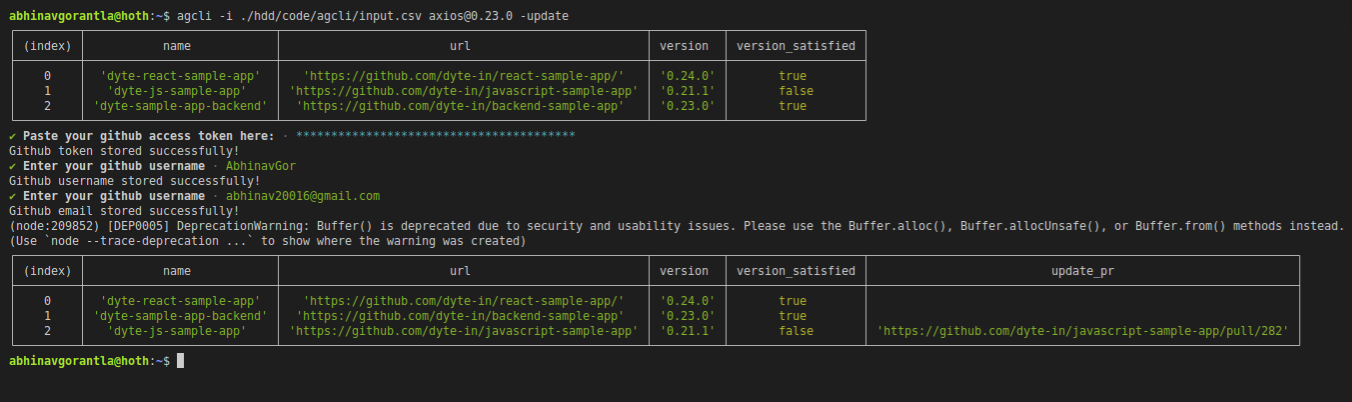 abhinavgorantla@hoth:~$ agcli -i ./hdd/code/agcli/input.csv axios@0.23.0 -update
(index) name url version version_satisfied
0 'dyte-react-sample-app' 'https://github.com/dyte-in/react-sample-app/' '0.24.0' true
1 'dyte-js-sample-app' 'https://github.com/dyte-in/javascript-sample-app' '0.21.1' false
2 'dyte-sample-app-backend' 'https://github.com/dyte-in/backend-sample-app' '0.23.0' true
✔ Paste your github access token here: · ****************************************
Github token stored successfully!
✔ Enter your github username · AbhinavGor
Github username stored successfully!
✔ Enter your github username · abhinav20016@gmail.com
Github email stored successfully!
(node:209852) [DEP0005] DeprecationWarning: Buffer() is deprecated due to security and usability issues. Please use the Buffer.alloc(), Buffer.allocUnsafe(), or Buffer.from() methods instead.
(Use `node --trace-deprecation ...` to show where the warning was created)
(index) name url version version_satisfied update_pr
0 'dyte-react-sample-app' 'https://github.com/dyte-in/react-sample-app/' '0.24.0' true
1 'dyte-sample-app-backend' 'https://github.com/dyte-in/backend-sample-app' '0.23.0' true
2 'dyte-js-sample-app' 'https://github.com/dyte-in/javascript-sample-app' '0.21.1' false 'https://github.com/dyte-in/javascript-sample-app/pull/282'
abhinavgorantla@hoth:~$